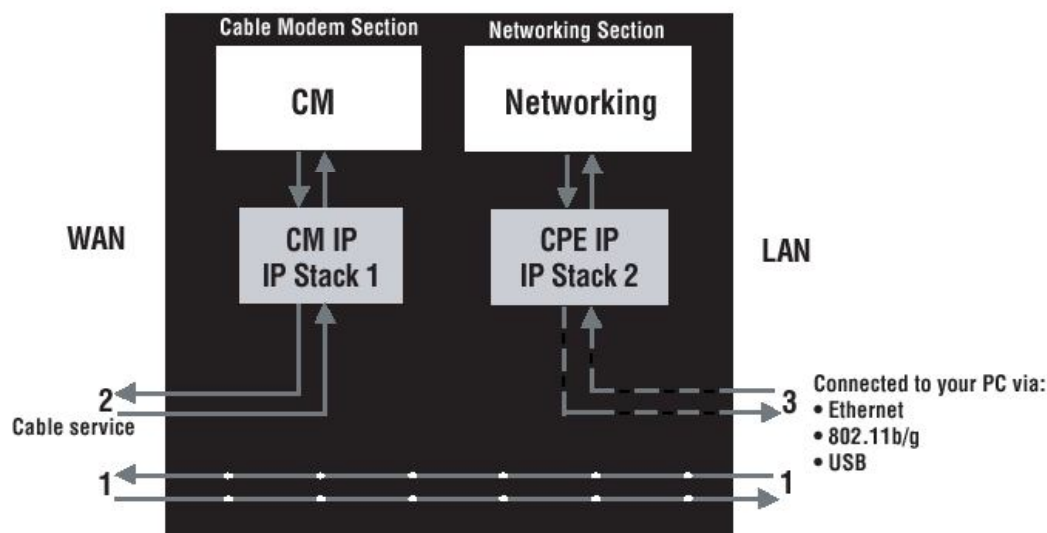 Cable Modem Section
Networking Section
CM
Networking
WAN
CM IP
IP Stack 1
CPE IP
IP Stack 2
LAN
2
Cable service
3
Connected to your PC via:
• Ethernet
• 802.11b/g
• USB
1
1